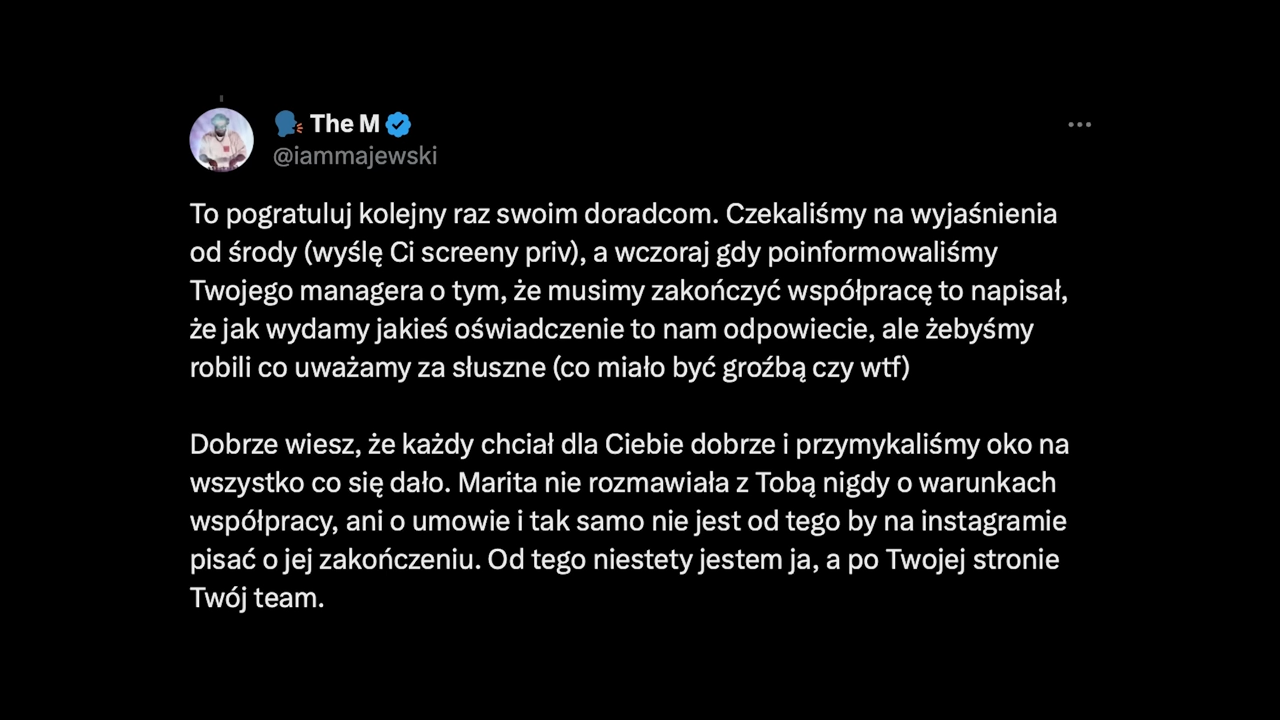 🗣️ The M
@iammajewski
To pogratuluj kolejny raz swoim doradcom. Czekaliśmy na wyjaśnienia
od środy (wyślę Ci screeny priv), a wczoraj gdy poinformowaliśmy
Twojego managera o tym, że musimy zakończyć współpracę to napisał,
że jak wydamy jakieś oświadczenie to nam odpowiecie, ale żebyśmy
robili co uważamy za słuszne (co miało być groźbą czy wtf)
Dobrze wiesz, że każdy chciał dla Ciebie dobrze i przymykaliśmy oko na
wszystko co się dało. Marita nie rozmawiała z Tobą nigdy o warunkach
współpracy, ani o umowie i tak samo nie jest od tego by na instagramie
pisać o jej zakończeniu. Od tego niestety jestem ja, a po Twojej stronie
Twój team.